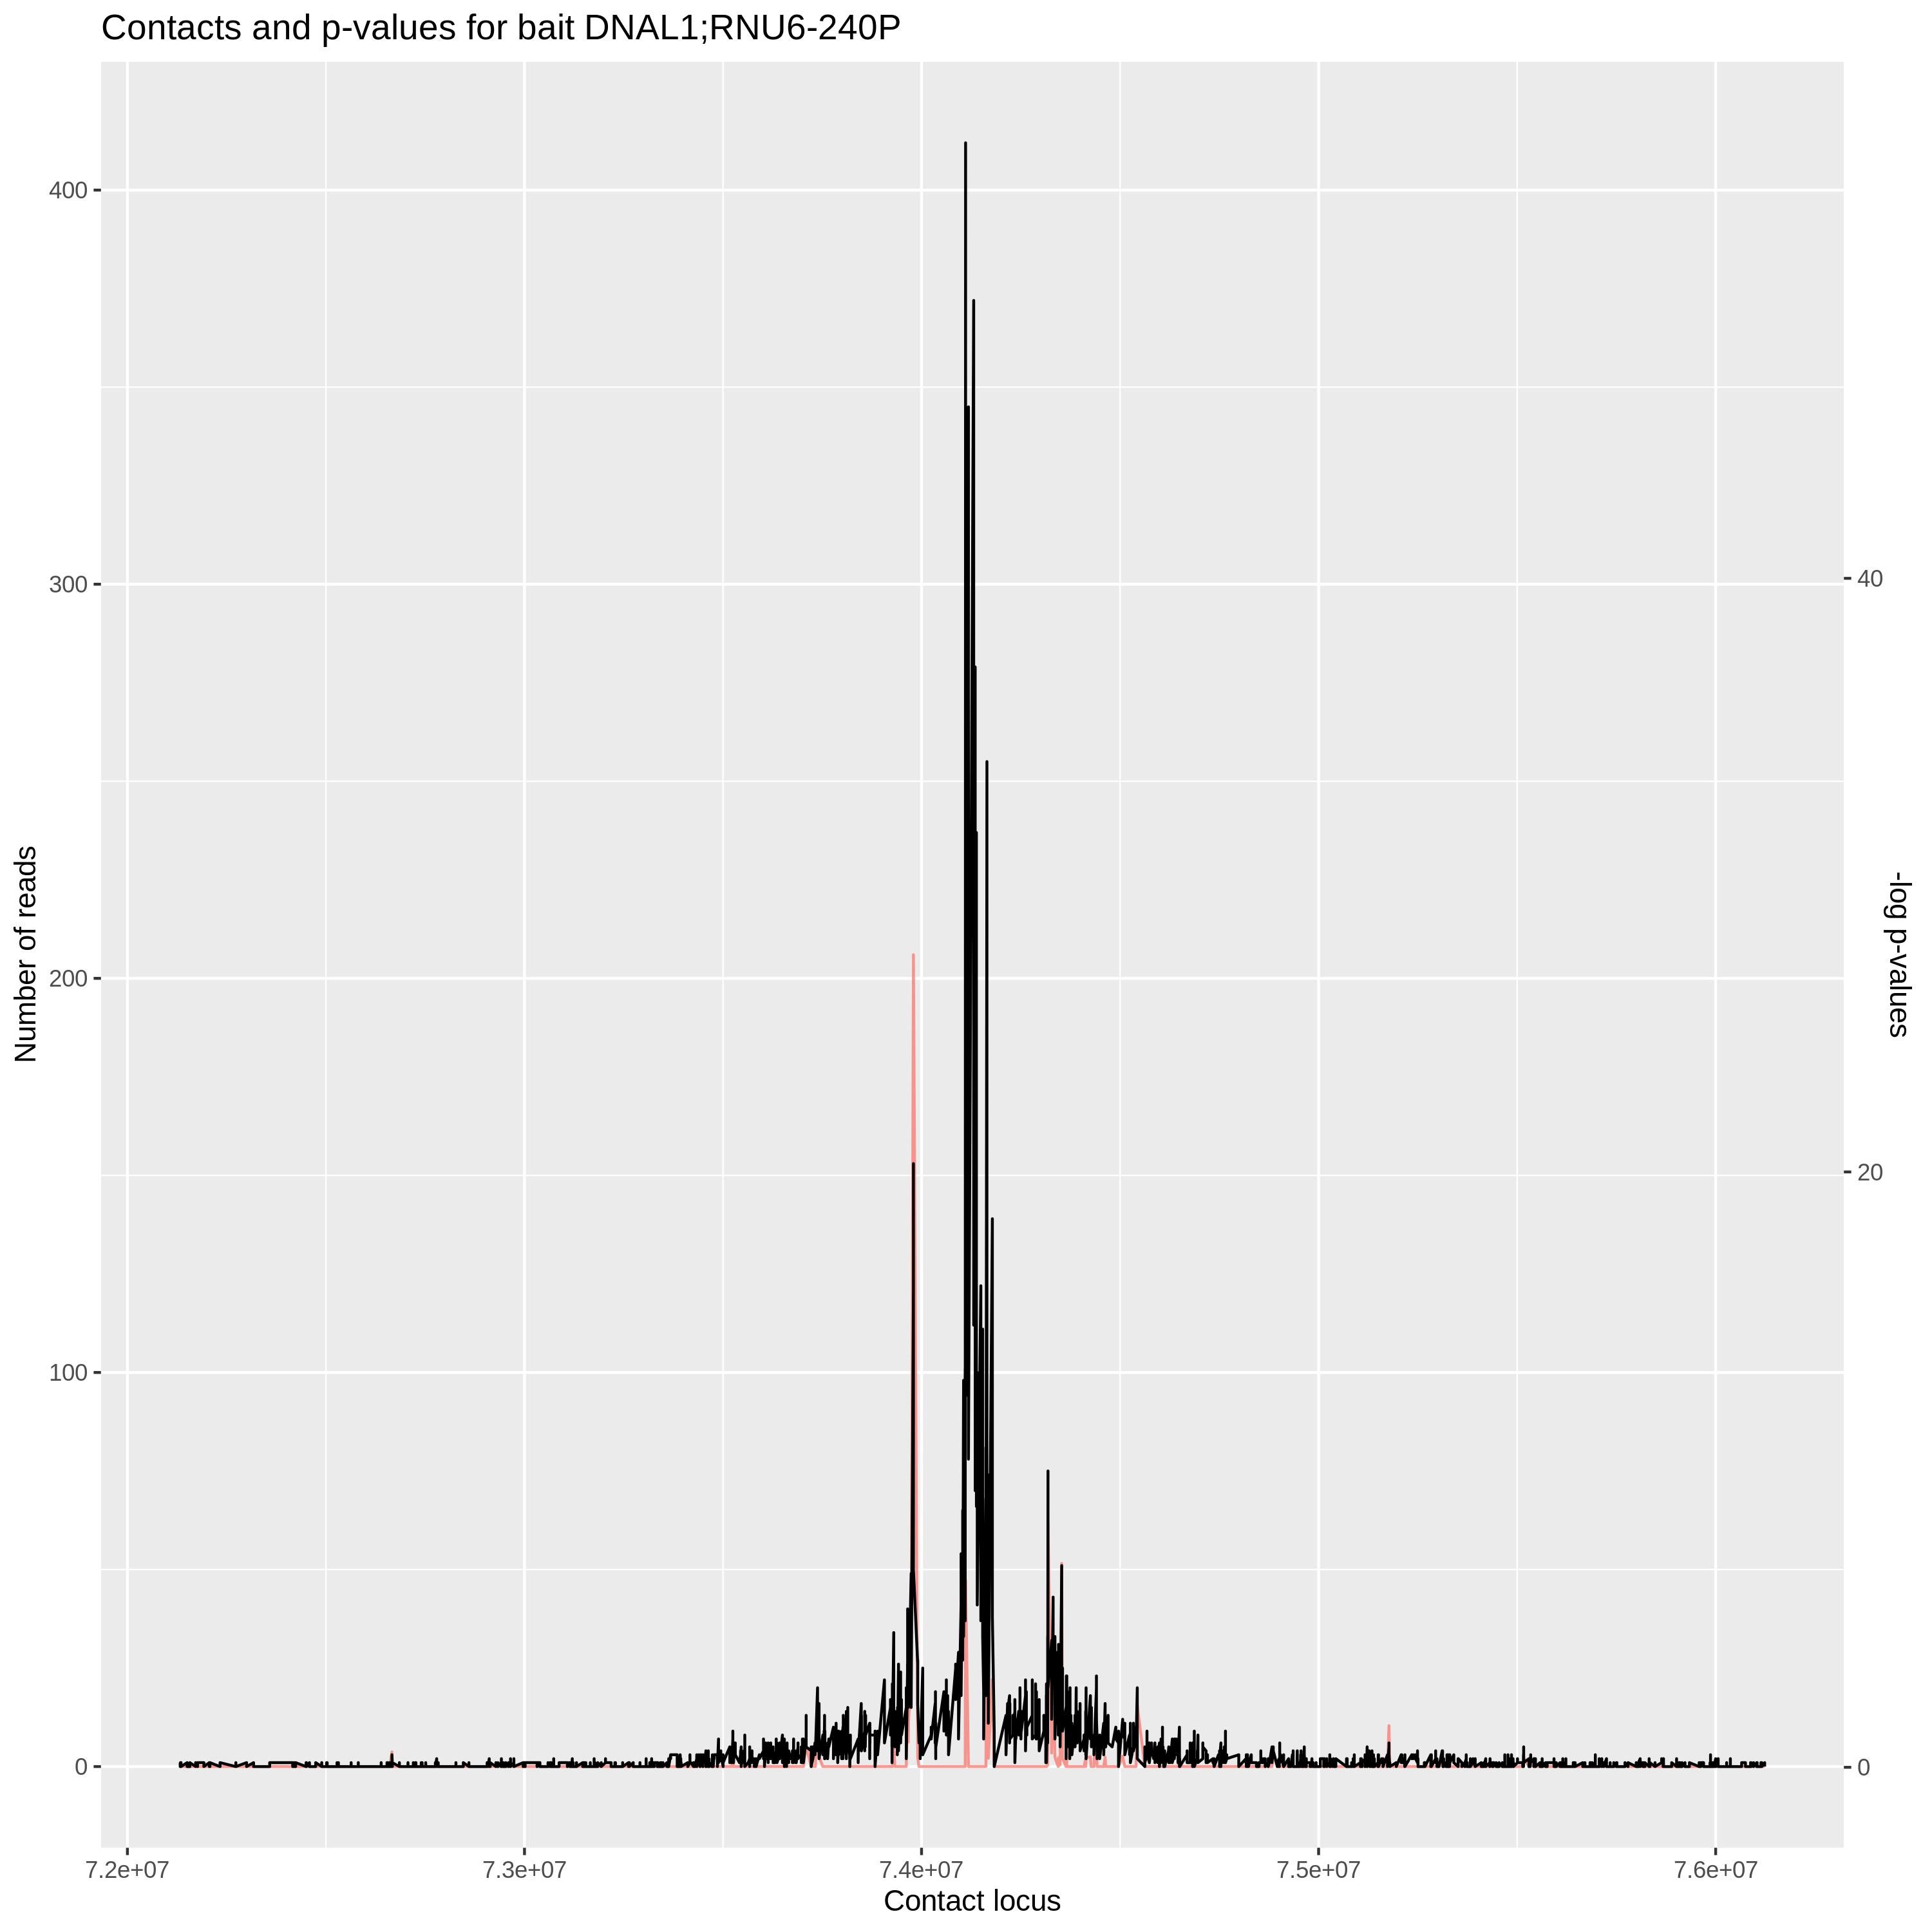 Contacts and p-values for bait DNAL1;RNU6-240P
400
300
200
100
0
Number of reads
40
20
0
-log p-values
7.2e+07
7.3e+07
7.4e+07
7.5e+07
7.6e+07
Contact locus